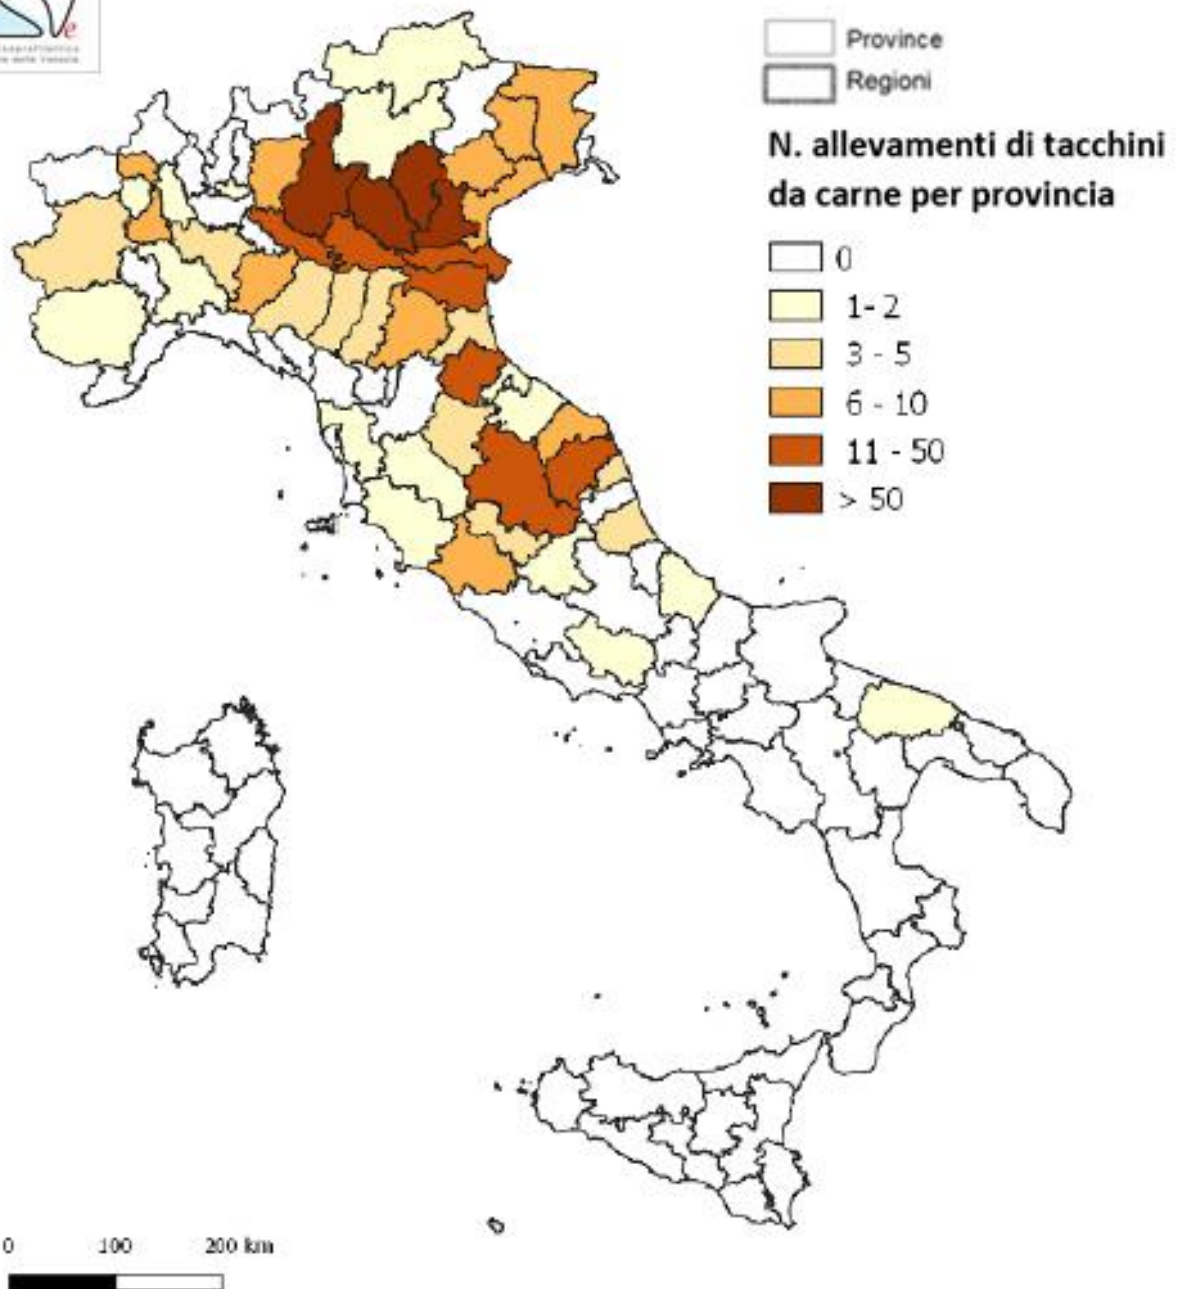 e
Province
Regioni
N. allevamenti di tacchini
da carne per provincia
0
1- 2
3 - 5
6 - 10
11 - 50
> 50
0 100 200 km